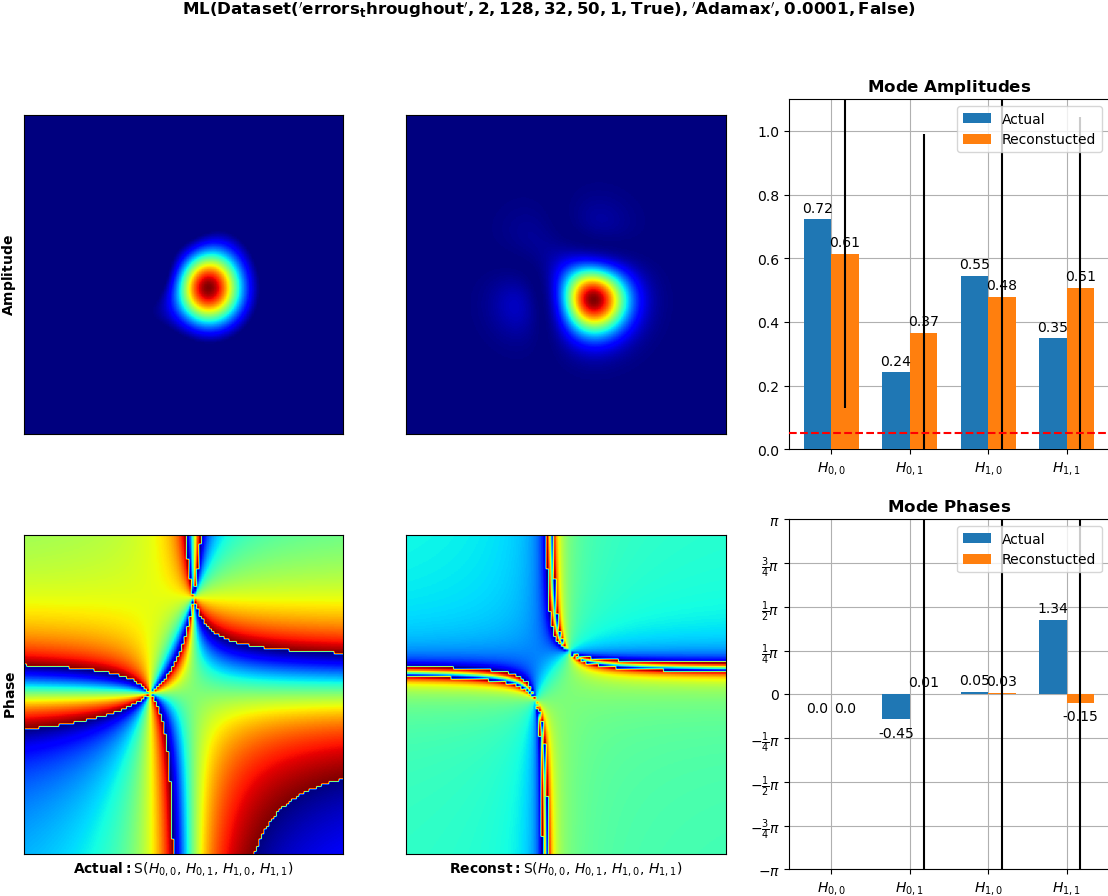 ML(Dataset('errors_throughout', 2, 128, 32, 50, 1, True), 'Adamax', 0.0001, False)
Amplitude
Mode Amplitudes
Actual
Reconstucted
1.0
0.8
0.6
0.4
0.2
0.0
0.72
0.61
0.24
0.37
0.55
0.48
0.35
0.51
H0,0
H0,1
H1,0
H1,1
Phase
Actual: S(H0,0, H0,1, H1,0, H1,1)
Reconst: S(H0,0, H0,1, H1,0, H1,1)
Mode Phases
Actual
Reconstucted
π
3/4π
1/2π
1/4π
0
−1/4π
−1/2π
−3/4π
−π
0.0
0.0
-0.45
0.01
0.05
0.03
1.34
-0.15
H0,0
H0,1
H1,0
H1,1